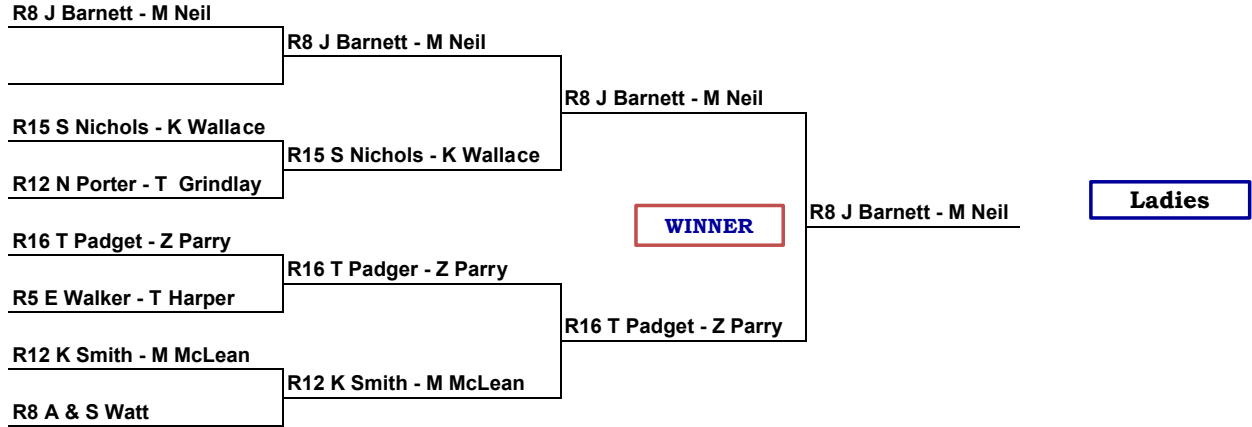 R8 J Barnett - M Neil
R8 J Barnett - M Neil
R8 J Barnett - M Neil
R15 S Nichols - K Wallace
R15 S Nichols - K Wallace
R12 N Porter - T  Grindlay
Ladies
R8 J Barnett - M Neil
WINNER
R16 T Padget - Z Parry
R16 T Padger - Z Parry
R5 E Walker - T Harper
R16 T Padget - Z Parry
R12 K Smith - M McLean
R12 K Smith - M McLean
R8 A & S Watt